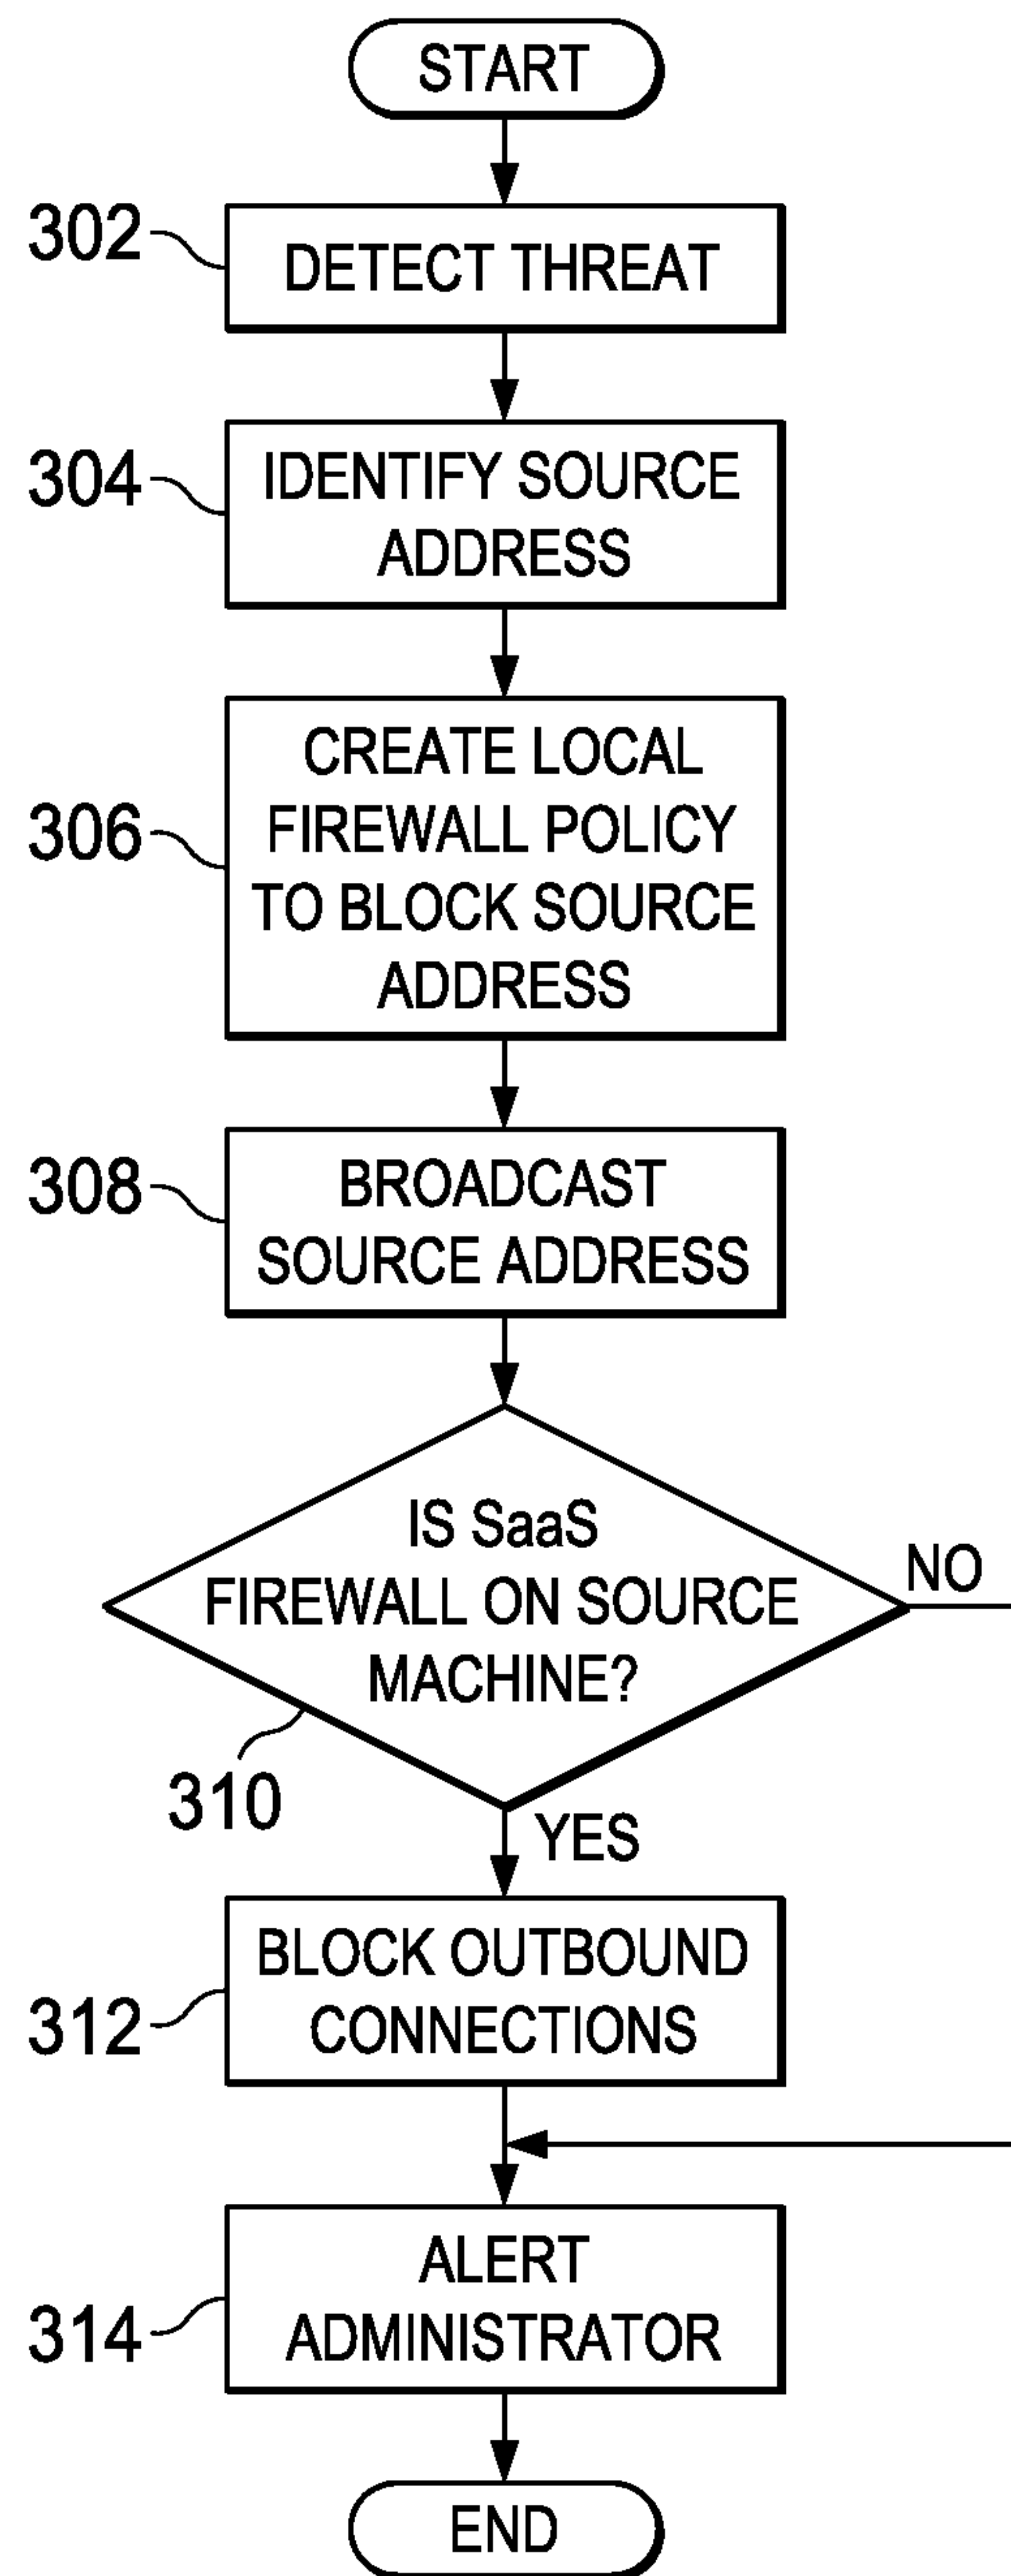 START
302
DETECT THREAT
304
IDENTIFY SOURCE
ADDRESS
306
CREATE LOCAL
FIREWALL POLICY
TO BLOCK SOURCE
ADDRESS
308
BROADCAST
SOURCE ADDRESS
IS SaaS
FIREWALL ON SOURCE
MACHINE?
NO
310
YES
312
BLOCK OUTBOUND
CONNECTIONS
314
ALERT
ADMINISTRATOR
END